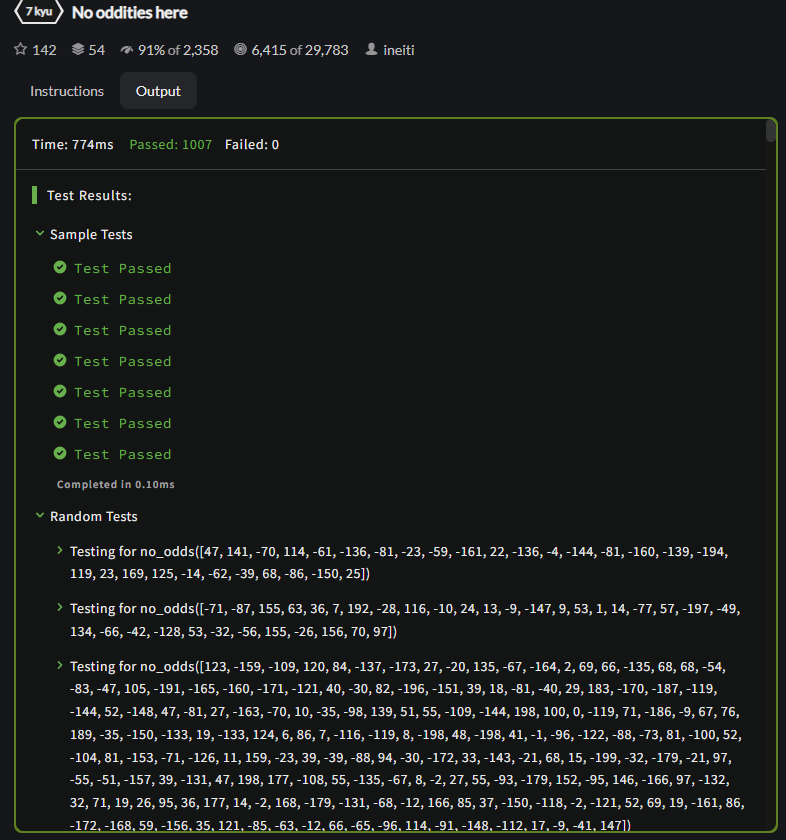 7 kyu No oddities here
142 54 91% of 2,358 6,415 of 29,783 ineiti
Instructions Output
Time: 774ms Passed: 1007 Failed: 0
Test Results:
Sample Tests
Test Passed
Test Passed
Test Passed
Test Passed
Test Passed
Test Passed
Test Passed
Completed in 0.10ms
Random Tests
Testing for no_odds([47, 141, -70, 114, -61, -136, -81, -23, -59, -161, 22, -136, -4, -144, -81, -160, -139, -194,
119, 23, 169, 125, -14, -62, -39, 68, -86, -150, 25])
Testing for no_odds([-71, -87, 155, 63, 36, 7, 192, -28, 116, -10, 24, 13, -9, -147, 9, 53, 1, 14, -77, 57, -197, -49,
134, -66, -42, -128, 53, -32, -56, 155, -26, 156, 70, 97])
Testing for no_odds([123, -159, -109, 120, 84, -137, -173, 27, -20, 135, -67, -164, 2, 69, 66, -135, 68, 68, -54,
-83, -47, 105, -191, -165, -160, -171, -121, 40, -30, 82, -196, -151, 39, 18, -81, -40, 29, 183, -170, -187, -119,
-144, 52, -148, 47, -81, 27, -163, -70, 10, -35, -98, 139, 51, 55, -109, -144, 198, 100, 0, -119, 71, -186, -9, 67, 76,
189, -35, -150, -133, 19, -133, 124, 6, 86, 7, -116, -119, 8, -198, 48, -198, 41, -1, -96, -122, -88, -73, 81, -100, 52,
-104, 81, -153, -71, -126, 11, 159, -23, 39, -39, -88, 94, -30, -172, 33, -143, -21, 68, 15, -199, -32, -179, -21, 97,
-55, -51, -157, 39, -131, 47, 198, 177, -108, 55, -135, -67, 8, -2, 27, 55, -93, -179, 152, -95, 146, -166, 97, -132,
32, 71, 19, 26, 95, 36, 177, 14, -2, 168, -179, -131, -68, -12, 166, 85, 37, -150, -118, -2, -121, 52, 69, 19, -161, 86,
-172, -168, 59, -156, 35, 121, -85, -63, -12, 66, -65, -96, 114, -91, -148, -112, 17, -9, -41, 147])